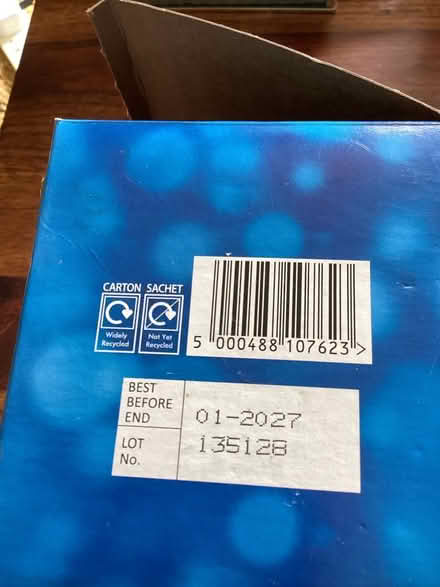 CARTON SACHET
Widely Recycled
Not Yet Recycled
5 000488 107623 >
BEST BEFORE END
01-2027
LOT No.
135128